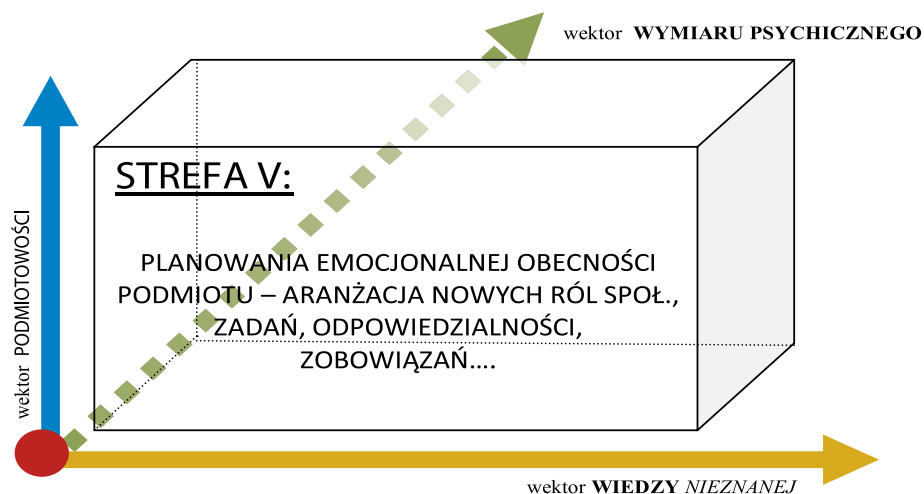 wektor WYMIARU PSYCHICZNEGO
STREFA V:
wektor PODMIOTOWOŚCI
PLANOWANIA EMOCJONALNEJ OBECNOŚCI
PODMIOTU – ARANŻACJA NOWYCH RÓL SPOŁ.,
ZADAŃ, ODPOWIEDZIALNOŚCI,
ZOBOWIĄZAŃ....
wektor WIEDZY NIEZNANEJ